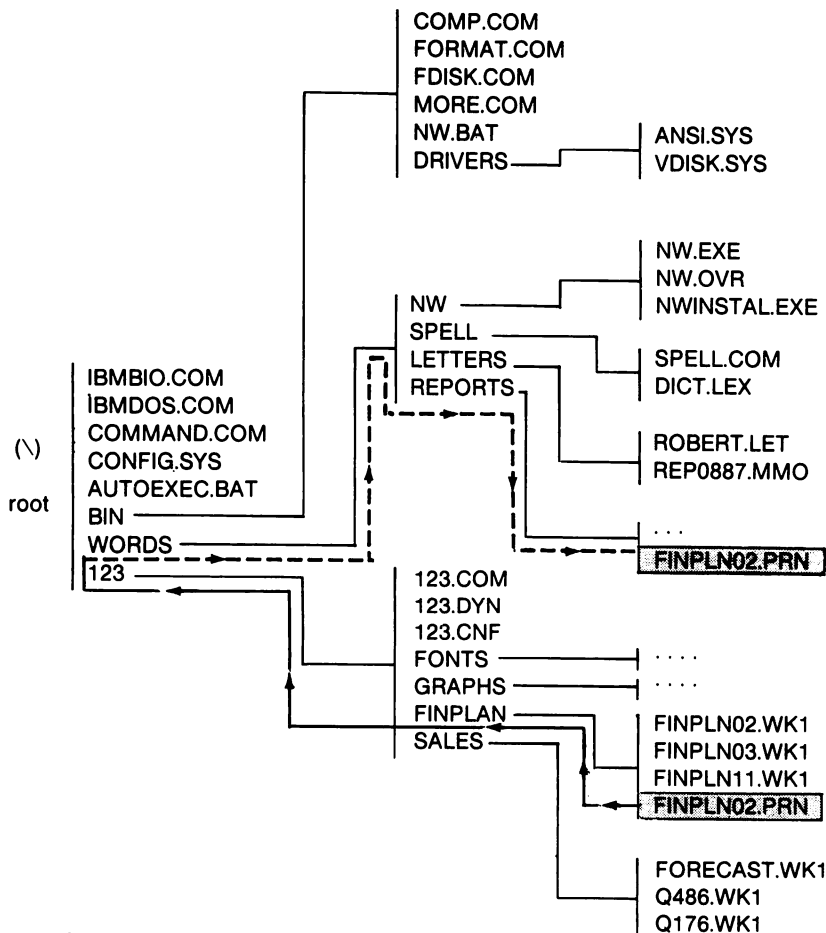 COMP.COM
FORMAT.COM
FDISK.COM
MORE.COM
NW.BAT
DRIVERS
ANSI.SYS
VDISK.SYS
NW
SPELL
LETTERS
REPORTS
NW.EXE
NW.OVR
NWINSTAL.EXE
SPELL.COM
DICT.LEX
ROBERT.LET
REP0887.MMO
. . .
FINPLN02.PRN
(\)
root
IBMBIO.COM
IBMDOS.COM
COMMAND.COM
CONFIG.SYS
AUTOEXEC.BAT
BIN
WORDS
123
123.COM
123.DYN
123.CNF
FONTS
GRAPHS
FINPLAN
SALES
. . . .
. . . .
FINPLN02.WK1
FINPLN03.WK1
FINPLN11.WK1
FINPLN02.PRN
FORECAST.WK1
Q486.WK1
Q176.WK1